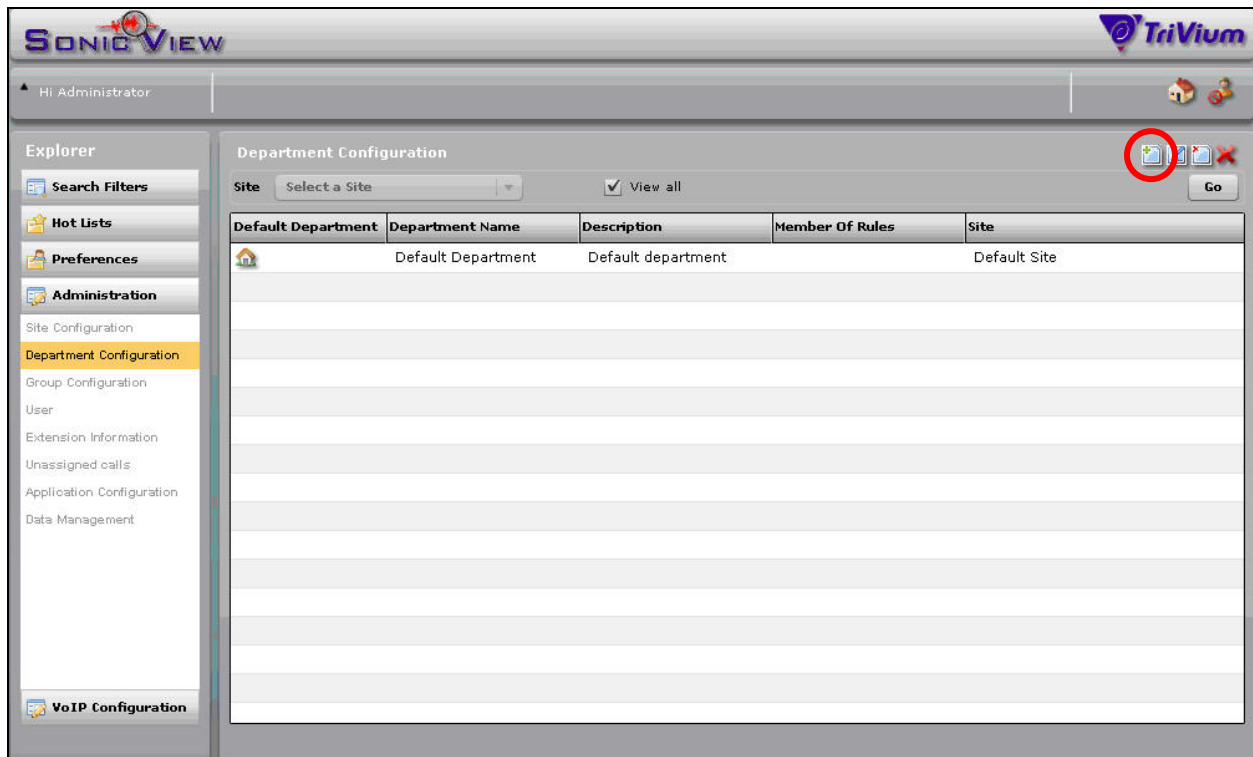 SONICVIEW
TriVium
Hi Administrator
Explorer
Search Filters
Hot Lists
Preferences
Administration
Site Configuration
Department Configuration
Group Configuration
User
Extension Information
Unassigned calls
Application Configuration
Data Management
VoIP Configuration
Department Configuration
Site Select a Site View all Go
Default Department Department Name Description Member Of Rules Site
Default Department Default department Default Site